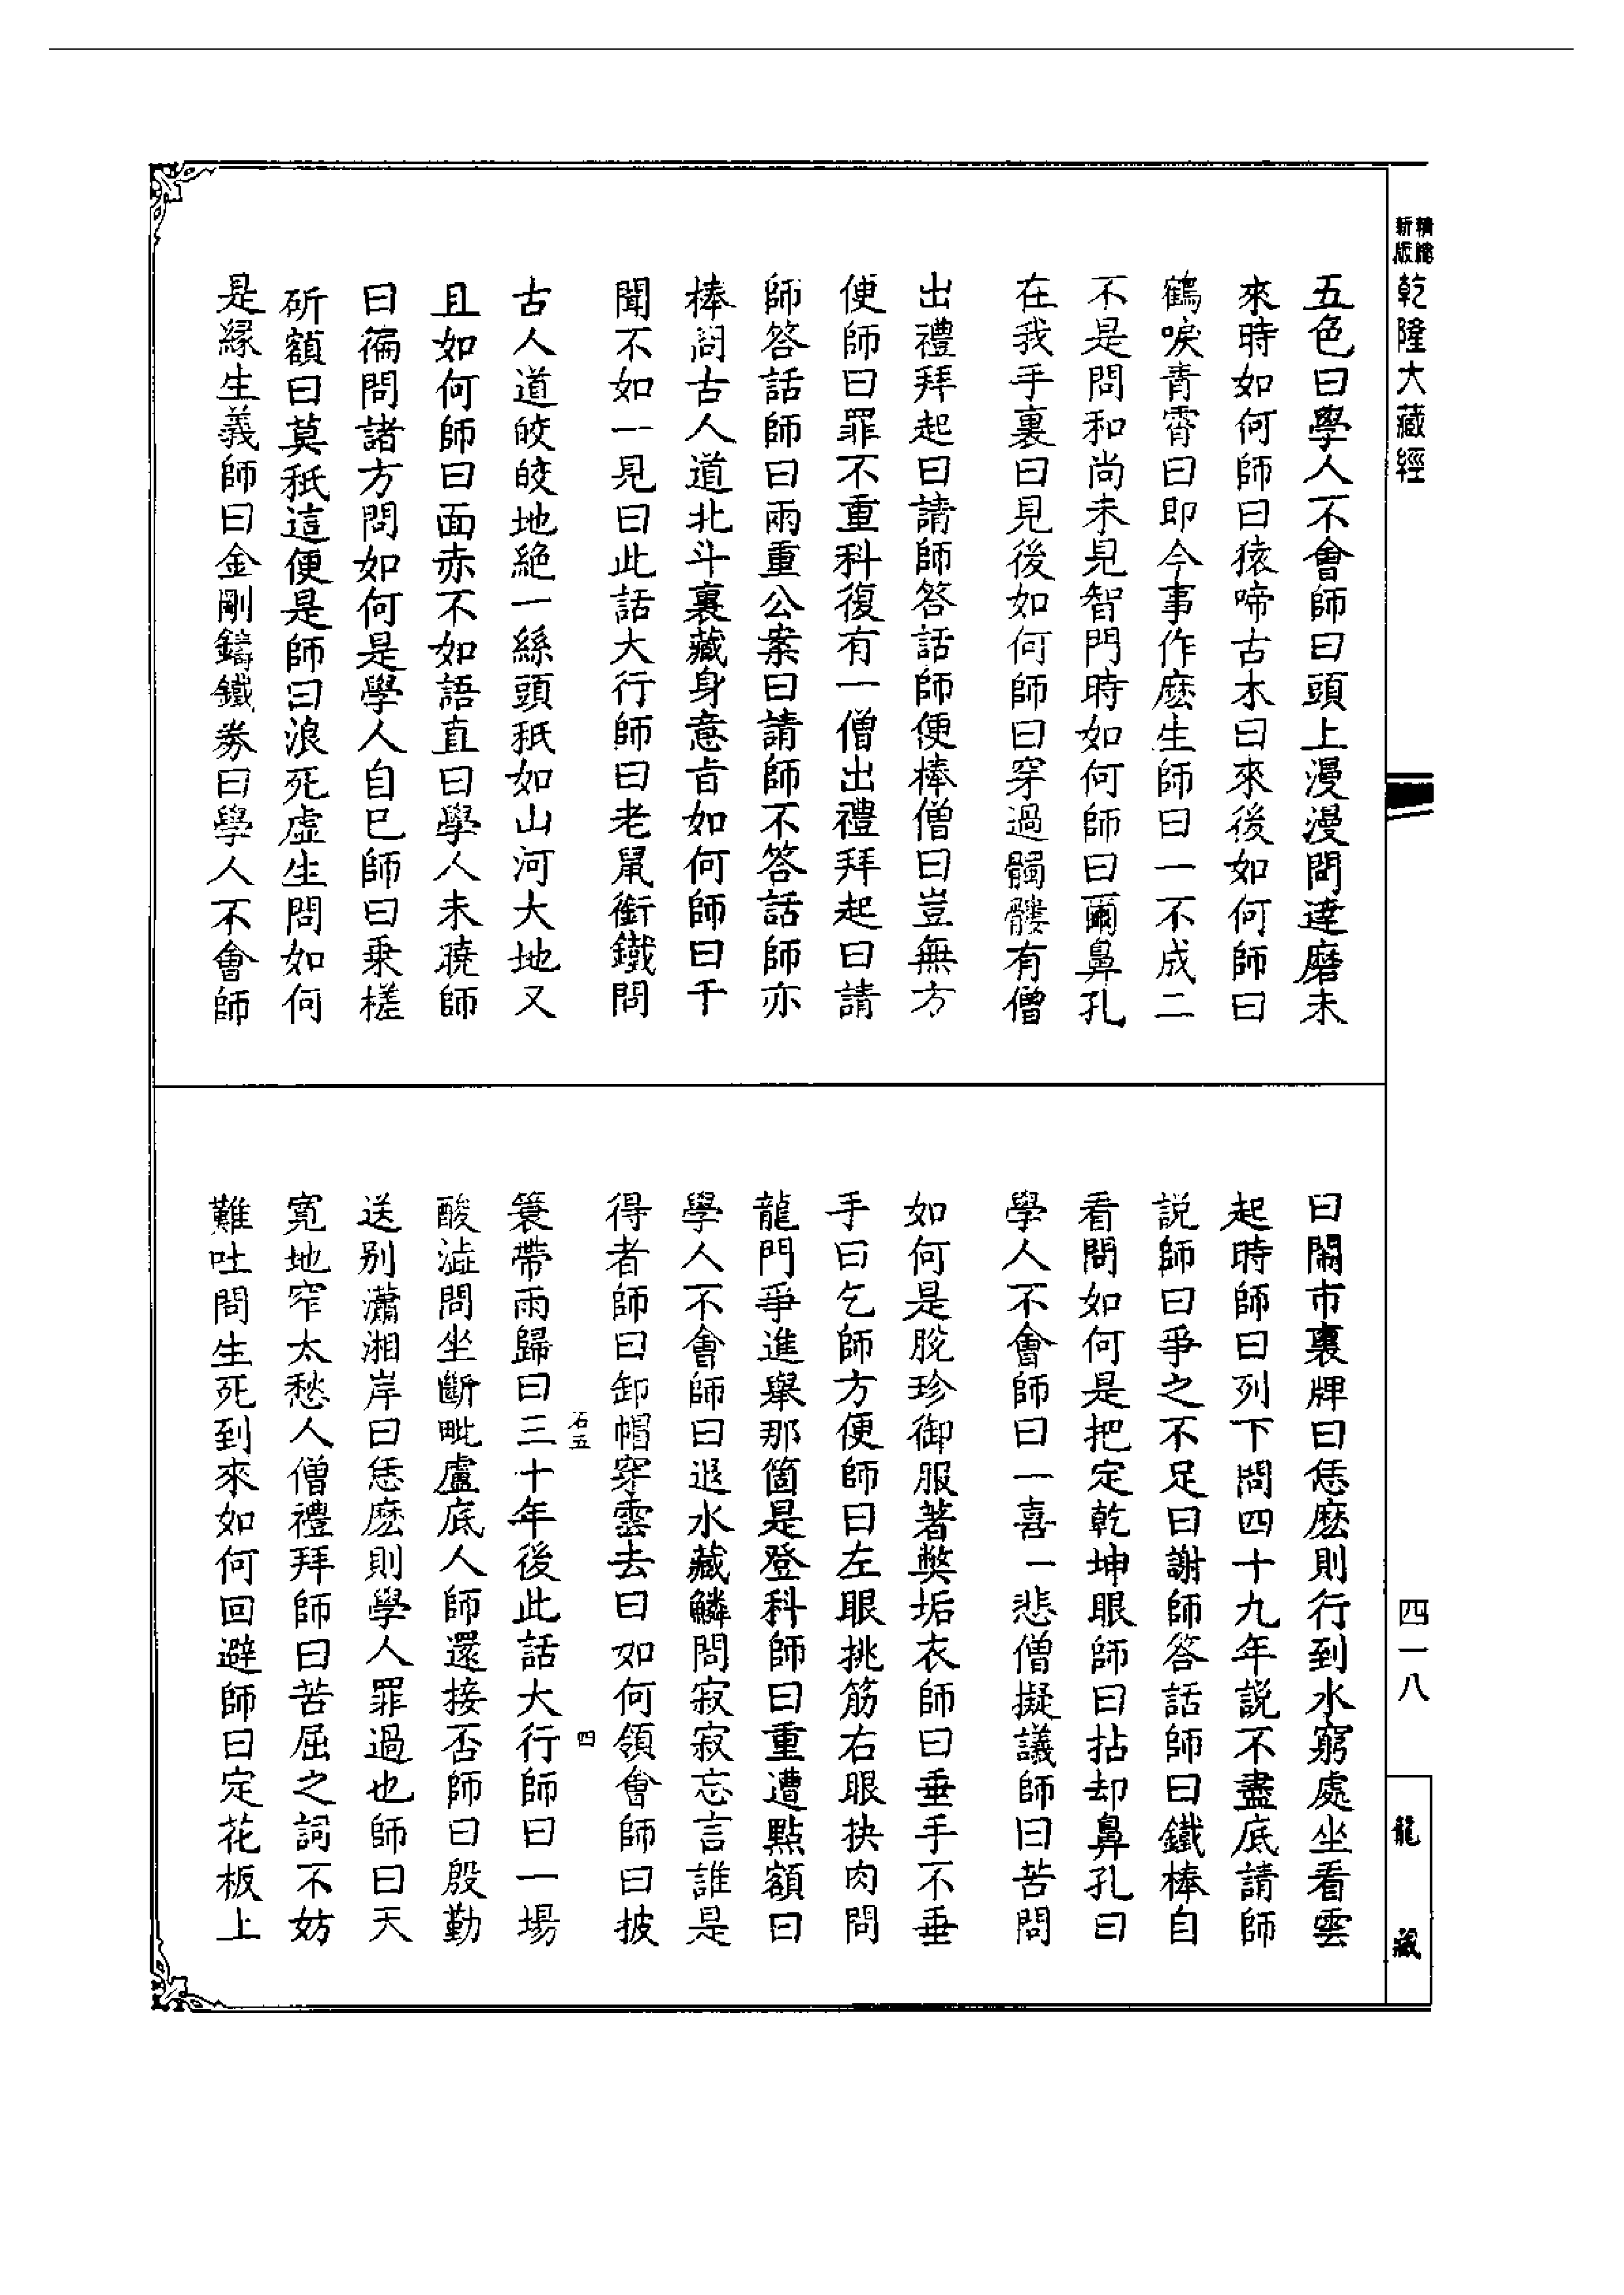 新版
精縮
乾隆大藏經
五色曰學人不會師曰頭上漫漫問達磨未
來時如何師曰猿啼古木曰來後如何師曰
鶴唳青霄曰即今事作麽生師曰一不成二
不是問和尚未見智門時如何師曰爾鼻孔
在我手裏曰見後如何師曰穿過髑髏有僧
出禮拜起曰請師答話師便棒僧曰豈無方
便師曰罪不重科復有一僧出禮拜起曰請
師答話師曰兩重公案曰請師不答話師亦
棒問古人道北斗裏藏身意旨如何師曰千
聞不如一見曰此話大行師曰老鼠銜鐵問
古人道皎皎地絶一絲頭秖如山河大地又
且如何師曰面赤不如語直曰學人未曉師
曰徧問諸方問如何是學人自己師曰乗槎
斫額曰莫秖這便是師曰浪死虛生問如何
是緣生義師曰金剛鑄鐵券曰學人不會師
曰鬧市裏牌曰恁麽則行到水窮處坐看雲
起時師曰列下問四十九年説不盡底請師
説師曰爭之不足曰謝師答話師曰鐵棒自
看問如何是把定乾坤眼師曰拈却鼻孔曰
學人不會師曰一喜一悲僧擬議師曰苦問
如何是脫珍御服著獘垢衣師曰垂手不垂
手曰乞師方便師曰左眼挑筋右眼抉肉問
龍門爭進舉那箇是登科師曰重遭點額曰
學人不會師曰退水藏鱗問寂寂忘言誰是
得者師曰卸帽穿雲去曰如何領會師曰披
石五
四
簑帶雨歸曰三十年後此話大行師曰一場
酸澁問坐斷毗盧底人師還接否師曰殷勤
送別瀟湘岸曰恁麽則學人罪過也師曰天
寬地窄太愁人僧禮拜師曰苦屈之詞不妨
難吐問生死到來如何回避師曰定花板上
四一八
龍藏